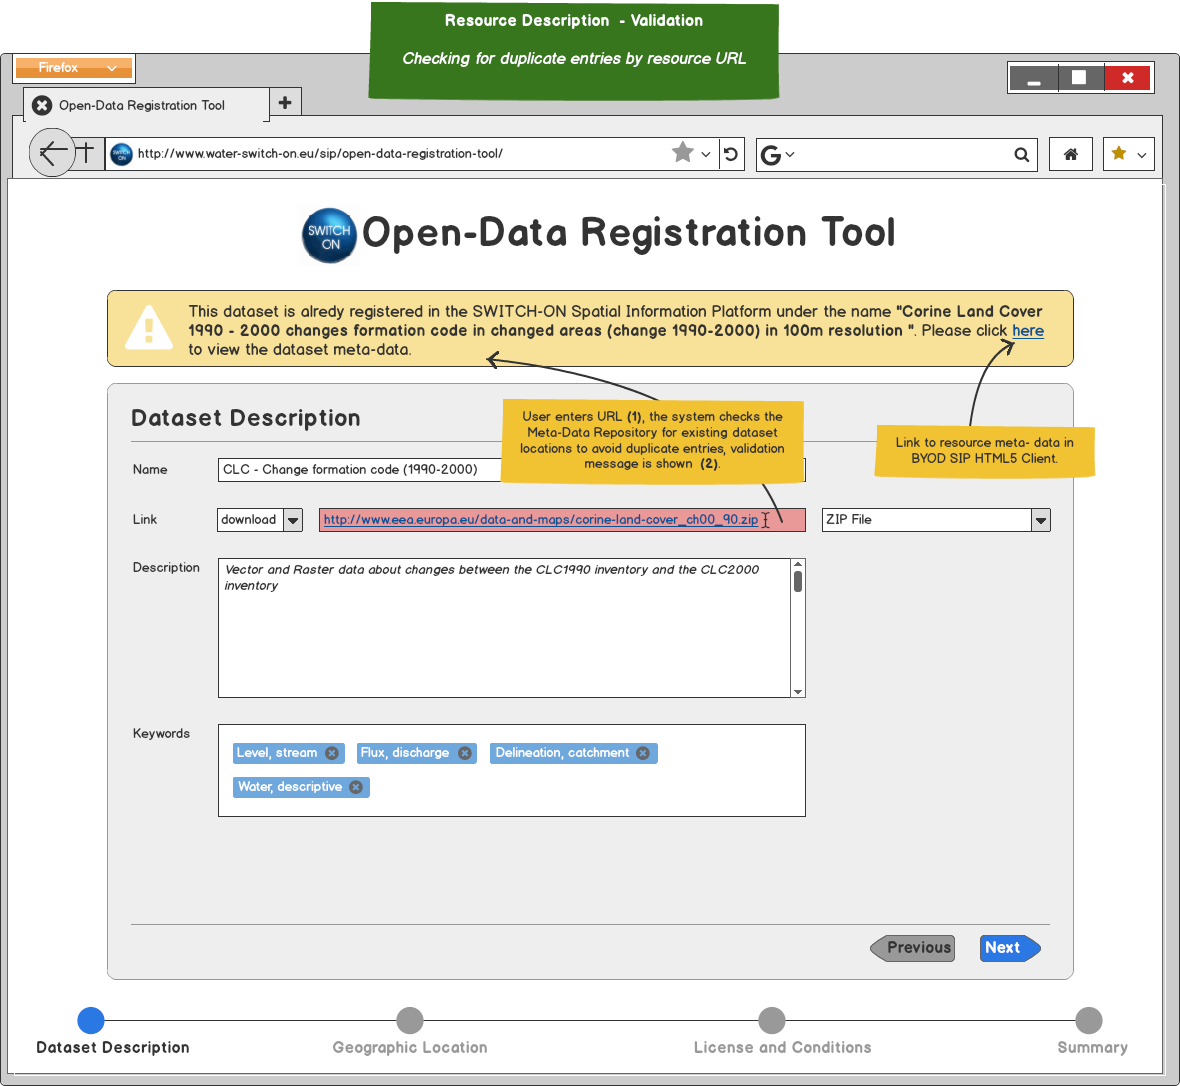 Resource Description - Validation
Checking for duplicate entries by resource URL
Firefox
Open-Data Registration Tool
SWITCH
ON
http://www.water-switch-on.eu/sip/open-data-registration-tool/
G
SWITCH
ON
Open-Data Registration Tool
This dataset is alredy registered in the SWITCH-ON Spatial Information Platform under the name "Corine Land Cover
1990 - 2000 changes formation code in changed areas (change 1990-2000) in 100m resolution ". Please click here
to view the dataset meta-data.
Dataset Description
User enters URL (1), the system checks the
Meta-Data Repository for existing dataset
locations to avoid duplicate entries, validation
message is shown (2).
Link to resource meta- data in
BYOD SIP HTML5 Client.
Name
CLC - Change formation code (1990-2000)
Link
download
http://www.eea.europa.eu/data-and-maps/corine-land-cover_ch00_90.zip
ZIP File
Description
Vector and Raster data about changes between the CLC1990 inventory and the CLC2000
inventory
Keywords
Level, stream
Flux, discharge
Delineation, catchment
Water, descriptive
Previous
Next
Dataset Description
Geographic Location
License and Conditions
Summary